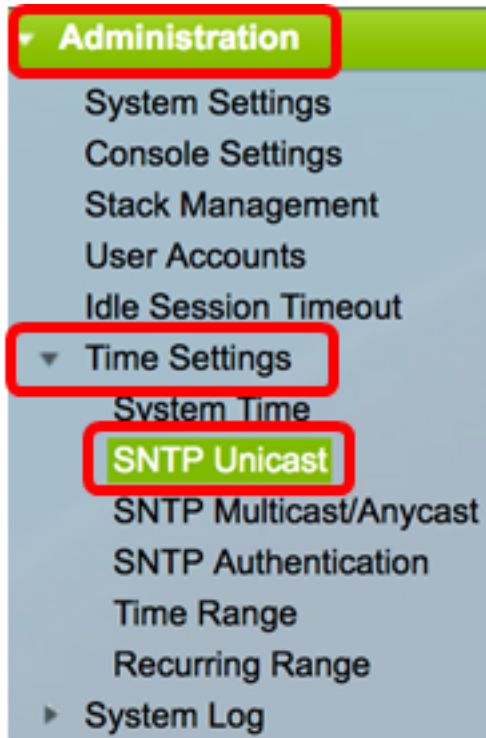 Administration
System Settings
Console Settings
Stack Management
User Accounts
Idle Session Timeout
Time Settings
System Time
SNTP Unicast
SNTP Multicast/Anycast
SNTP Authentication
Time Range
Recurring Range
System Log